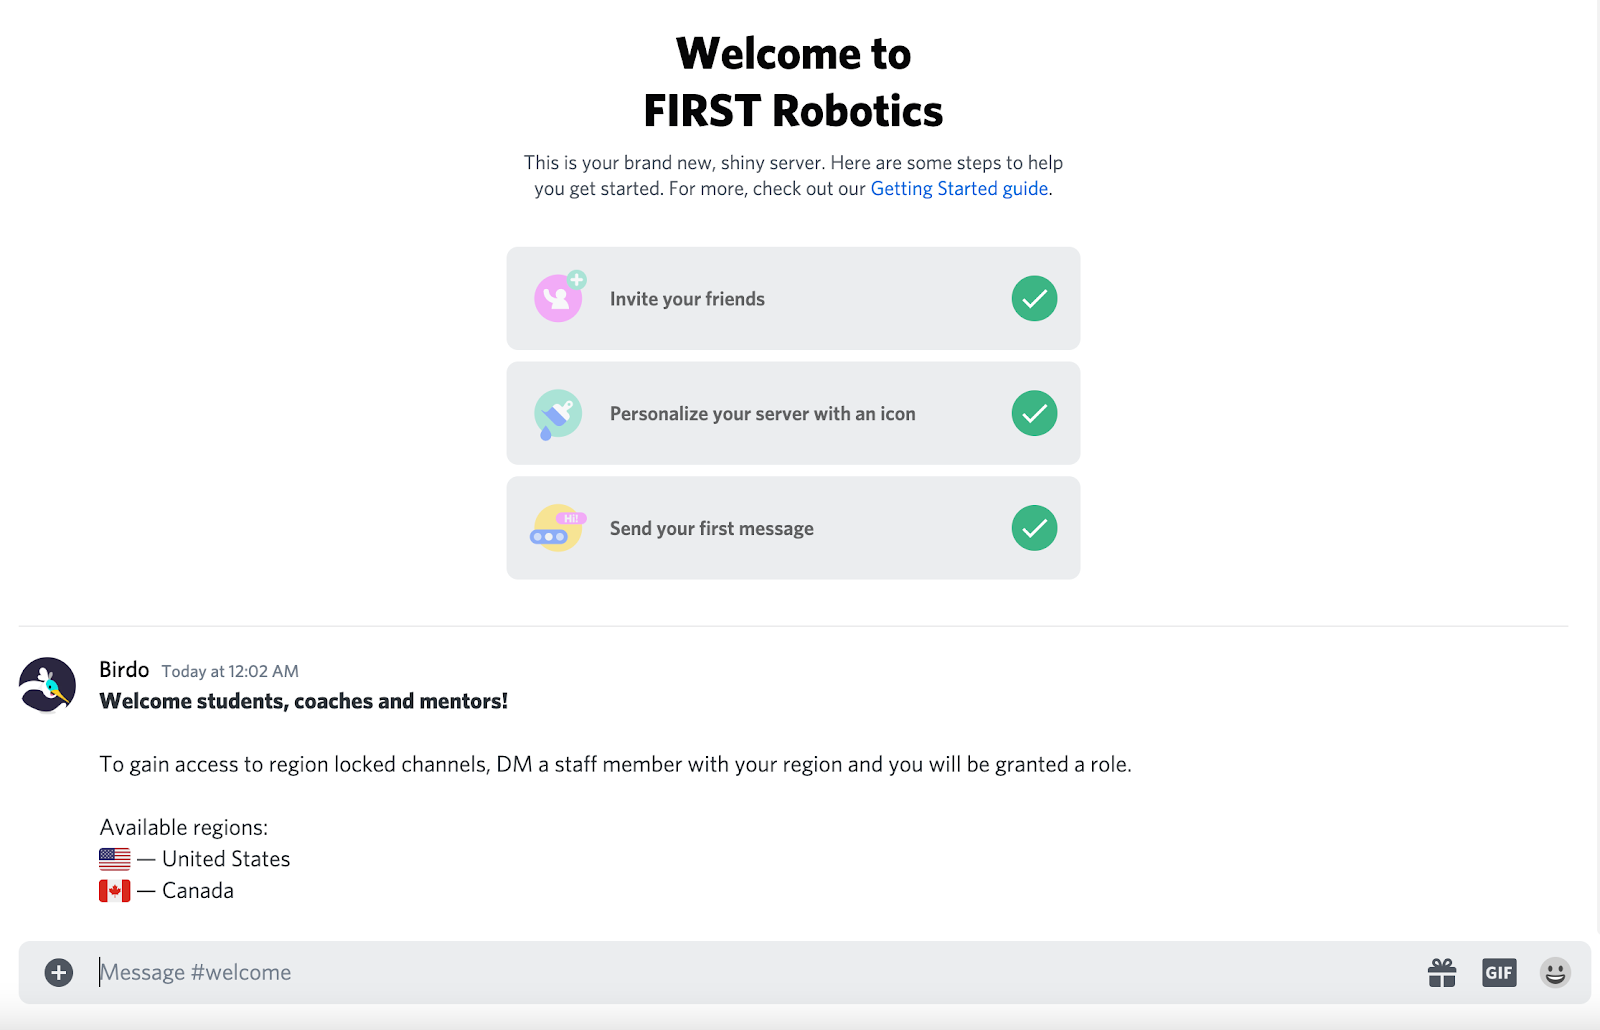 Welcome to
FIRST Robotics
This is your brand new, shiny server. Here are some steps to help
you get started. For more, check out our Getting Started guide.
Invite your friends
Personalize your server with an icon
Hi!
Send your first message
Birdo Today at 12:02 AM
Welcome students, coaches and mentors!
To gain access to region locked channels, DM a staff member with your region and you will be granted a role.
Available regions:
🇺🇸 — United States
🇨🇦 — Canada
Message #welcome
GIF